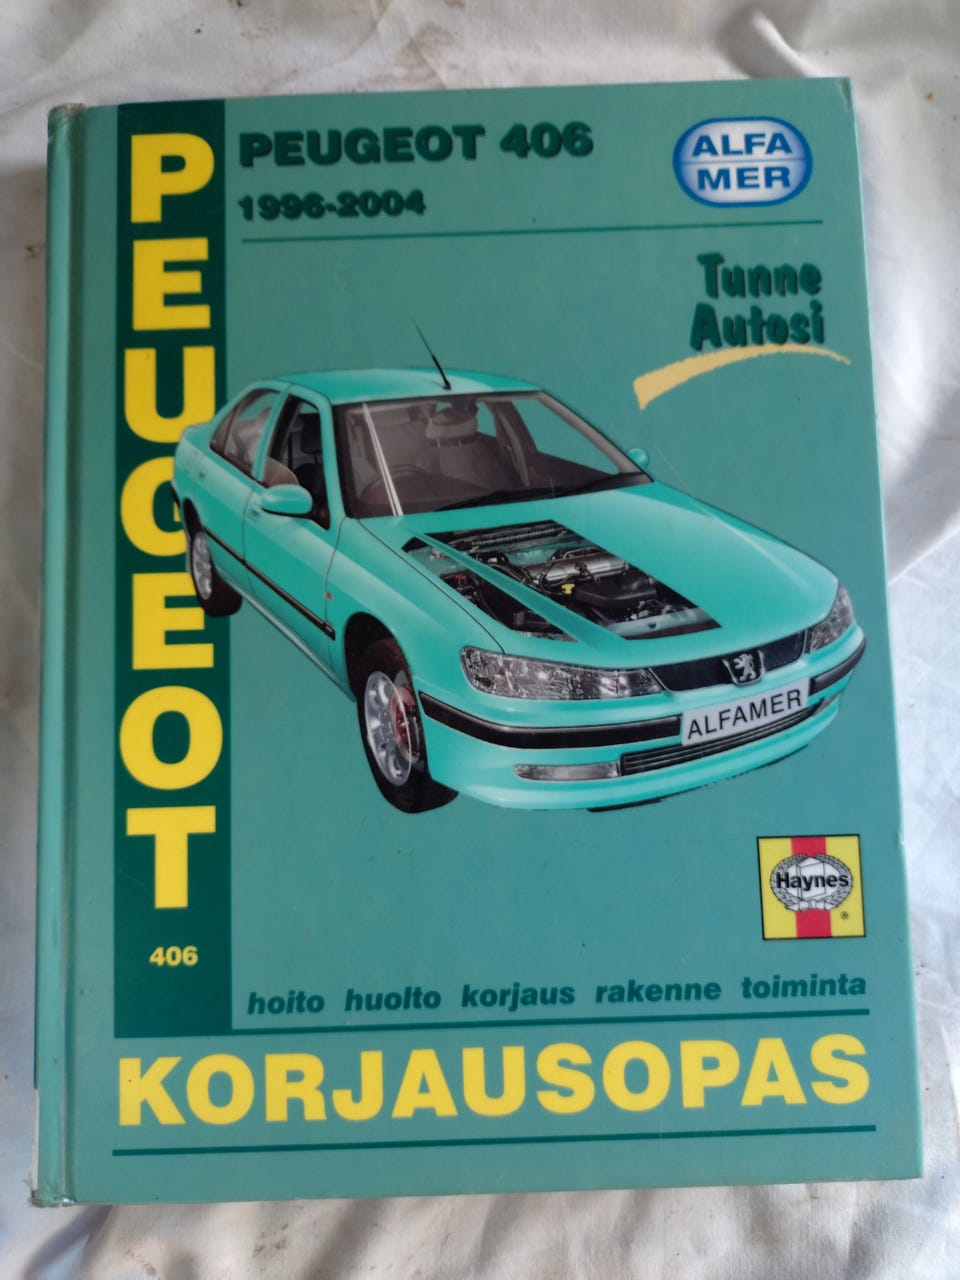 PEUGEOT
406
PEUGEOT 406
1996-2004
ALFA
MER
Tunne
Autosi
ALFAMER
Haynes
®
hoito huolto korjaus rakenne toiminta
KORJAUSOPAS